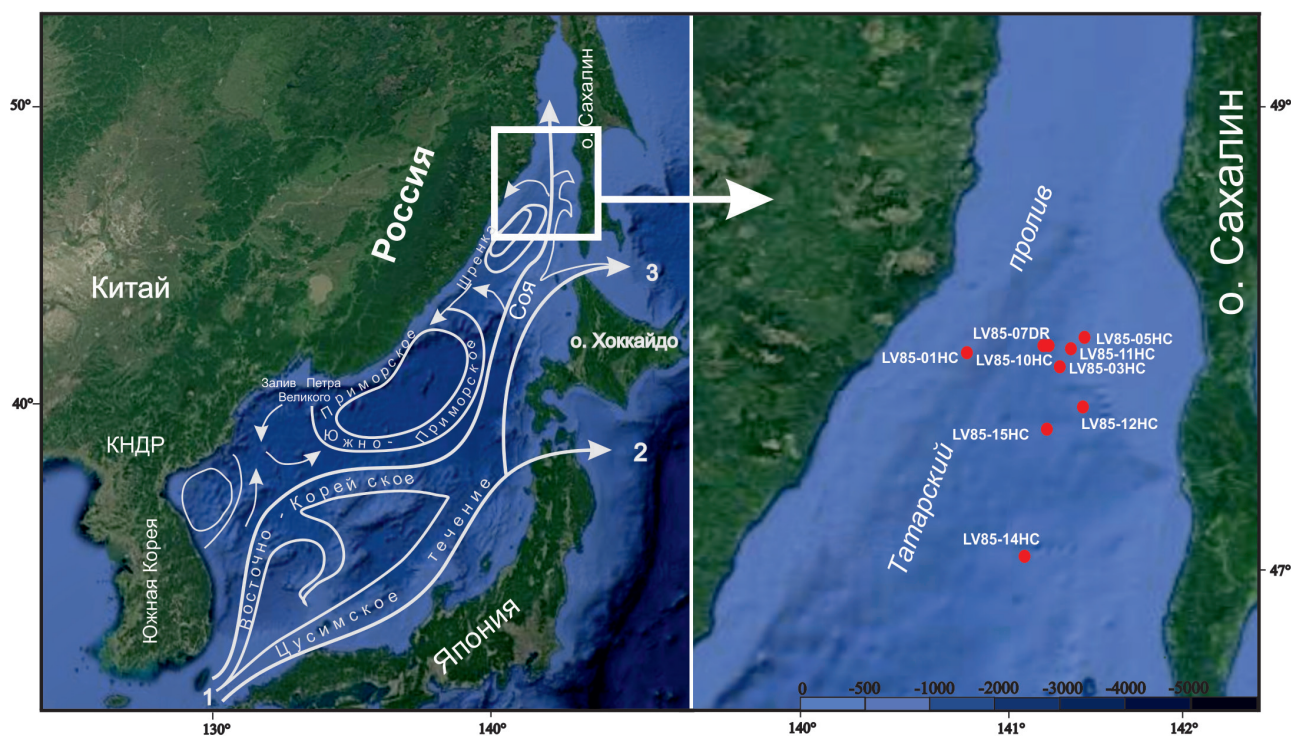 50°
40°
130°
140°
Россия
Китай
КНДР
Южная Корея
Япония
о. Хоккайдо
о. Сахалин
Залив Петра
Великого
Шренка
Приморское
Южно-Приморское
Соя
Восточно-Корейское
Цусимское течение
1
2
3
49°
47°
140°
141°
142°
о. Сахалин
Татарский
пролив
LV85-07DR
LV85-05HC
LV85-01HC
LV85-11HC
LV85-10HC
LV85-03HC
LV85-12HC
LV85-15HC
LV85-14HC
0 -500 -1000 -2000 -3000 -4000 -5000